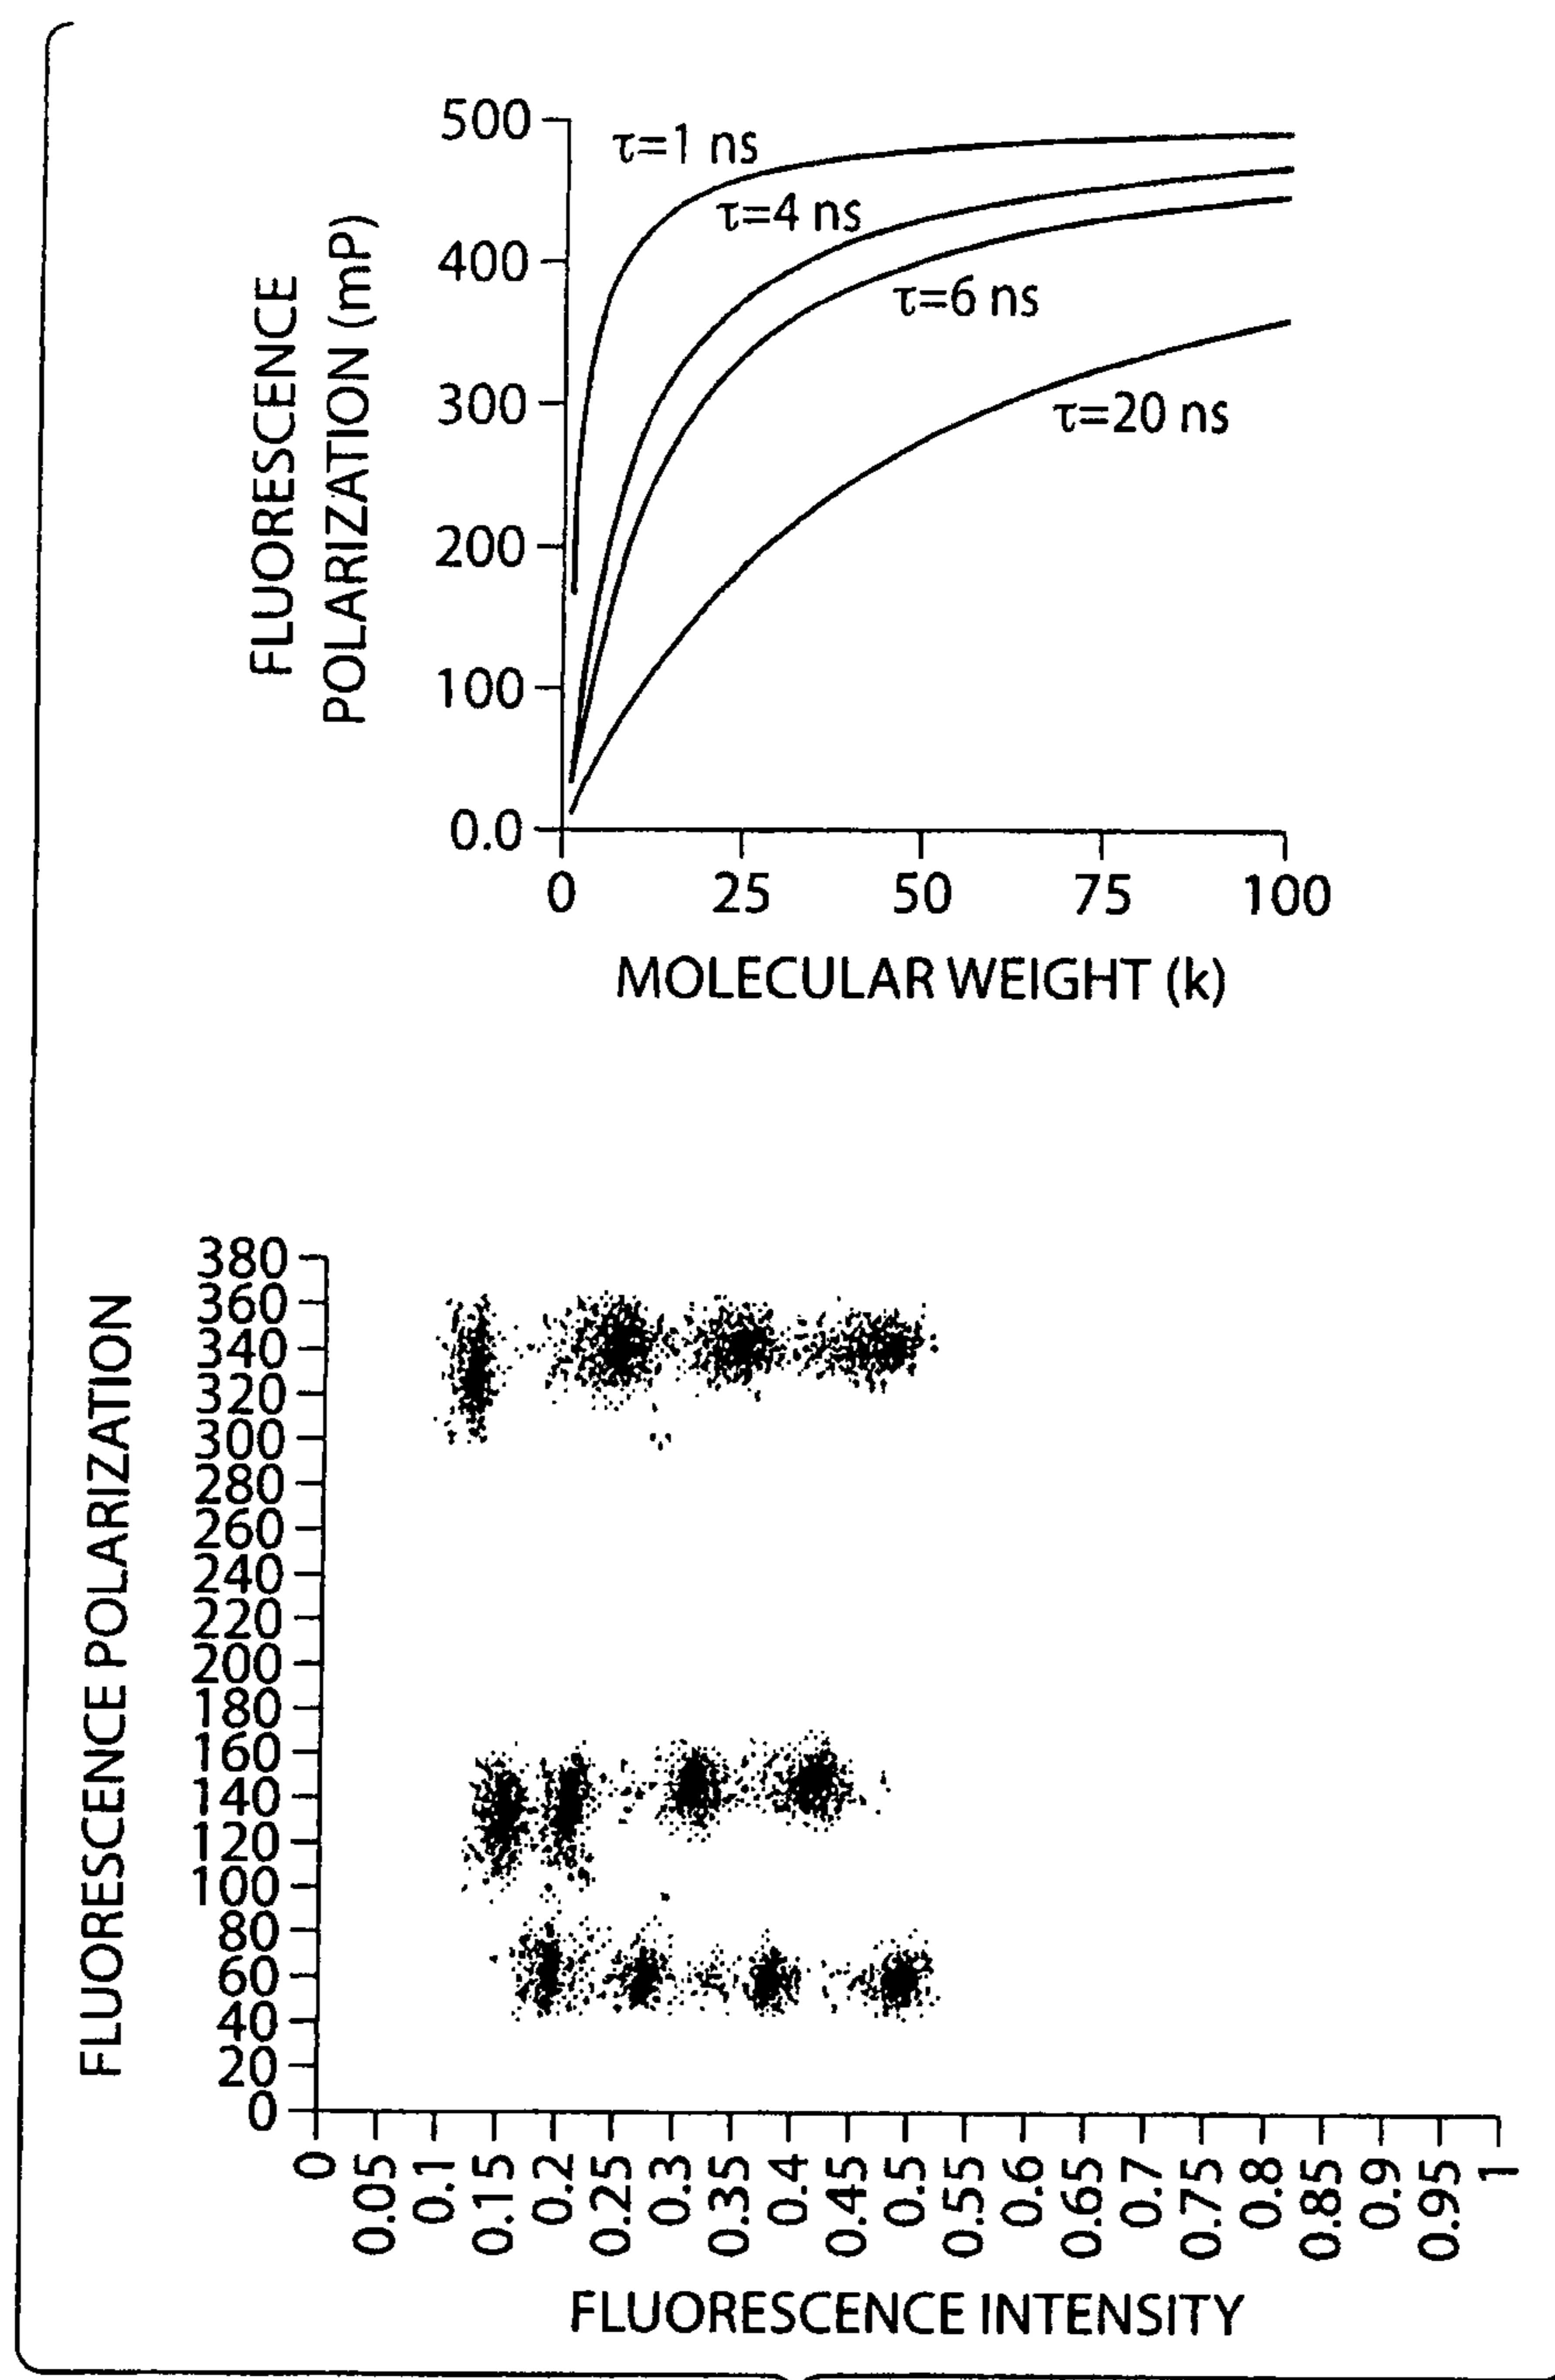 FLUORESCENCE
POLARIZATION (mP)
500
400
300
200
100
0.0
τ=1 ns
τ=4 ns
τ=6 ns
τ=20 ns
0 25 50 75 100
MOLECULAR WEIGHT (k)
FLUORESCENCE POLARIZATION
380
360
340
320
300
280
260
240
220
200
180
160
140
120
100
80
60
40
20
0
0 0.05 0.1 0.15 0.2 0.25 0.3 0.35 0.4 0.45 0.5 0.55 0.6 0.65 0.7 0.75 0.8 0.85 0.9 0.95 1
FLUORESCENCE INTENSITY